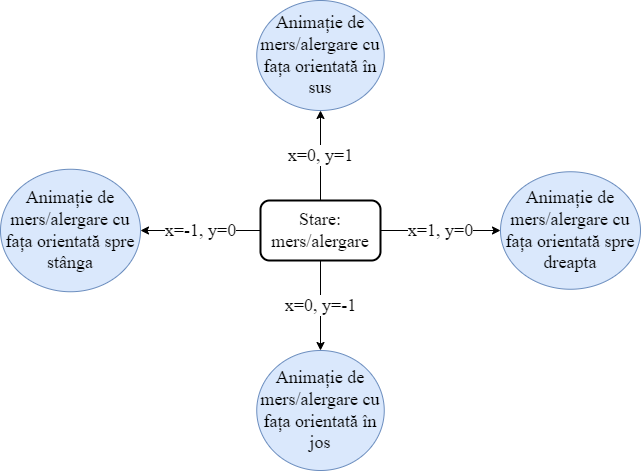 Animație de
mers/alergare cu
fața orientată în
sus
x=0, y=1
Animație de
mers/alergare cu
fața orientată spre
stânga
x=-1, y=0
Stare:
mers/alergare
x=1, y=0
Animație de
mers/alergare cu
fața orientată spre
dreapta
x=0, y=-1
Animație de
mers/alergare cu
fața orientată în
jos